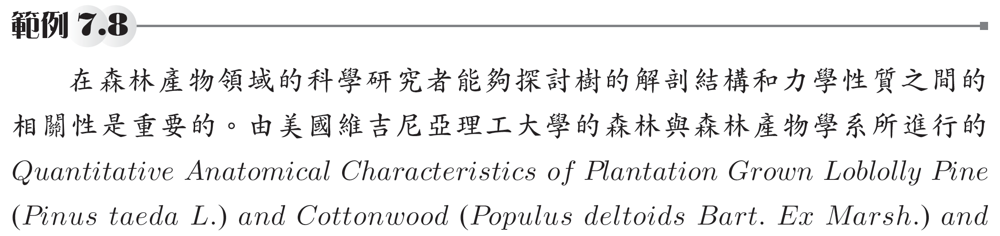 範例 7.8
在森林產物領域的科學研究者能夠探討樹的解剖結構和力學性質之間的
相關性是重要的。由美國維吉尼亞理工大學的森林與森林產物學系所進行的
Quantitative Anatomical Characteristics of Plantation Grown Loblolly Pine
(Pinus taeda L.) and Cottonwood (Populus deltoids Bart. Ex Marsh.) and